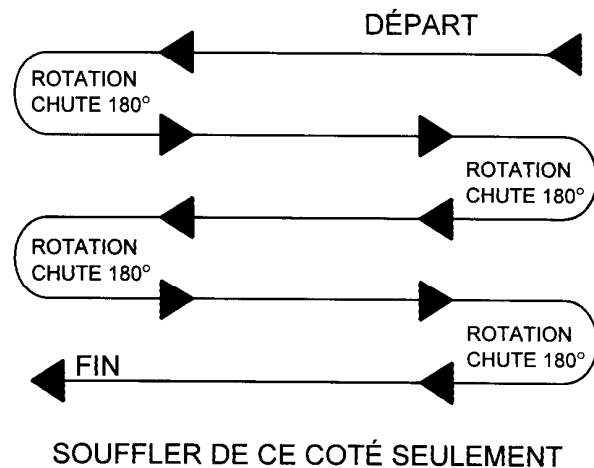 DÉPART
ROTATION
CHUTE 180°
ROTATION
CHUTE 180°
ROTATION
CHUTE 180°
ROTATION
CHUTE 180°
FIN
SOUFFLER DE CE COTÉ SEULEMENT